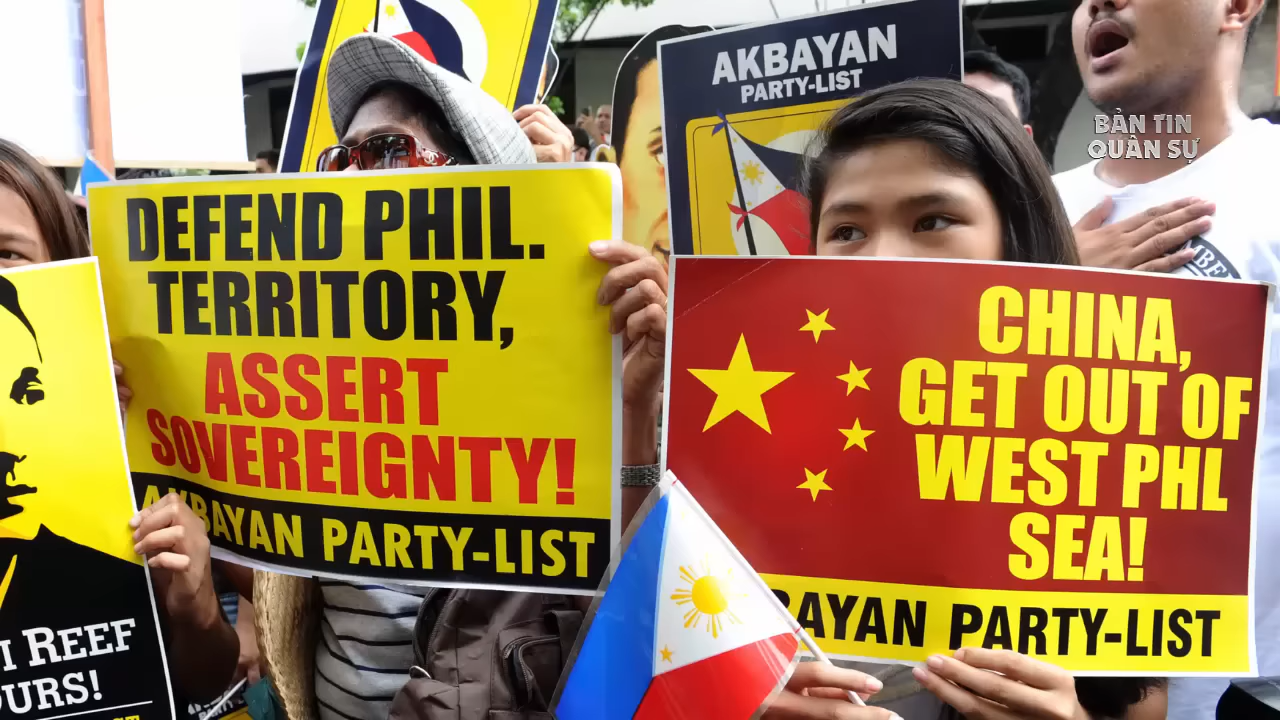 AKBAYAN
PARTY-LIST
BẢN TIN
QUÂN SỰ
DEFEND PHIL.
TERRITORY,
ASSERT
SOVEREIGNTY!
AKBAYAN PARTY-LIST
CHINA,
GET OUT OF
WEST PHL
SEA!
BAYAN PARTY-LIST
I REEF
OURS!